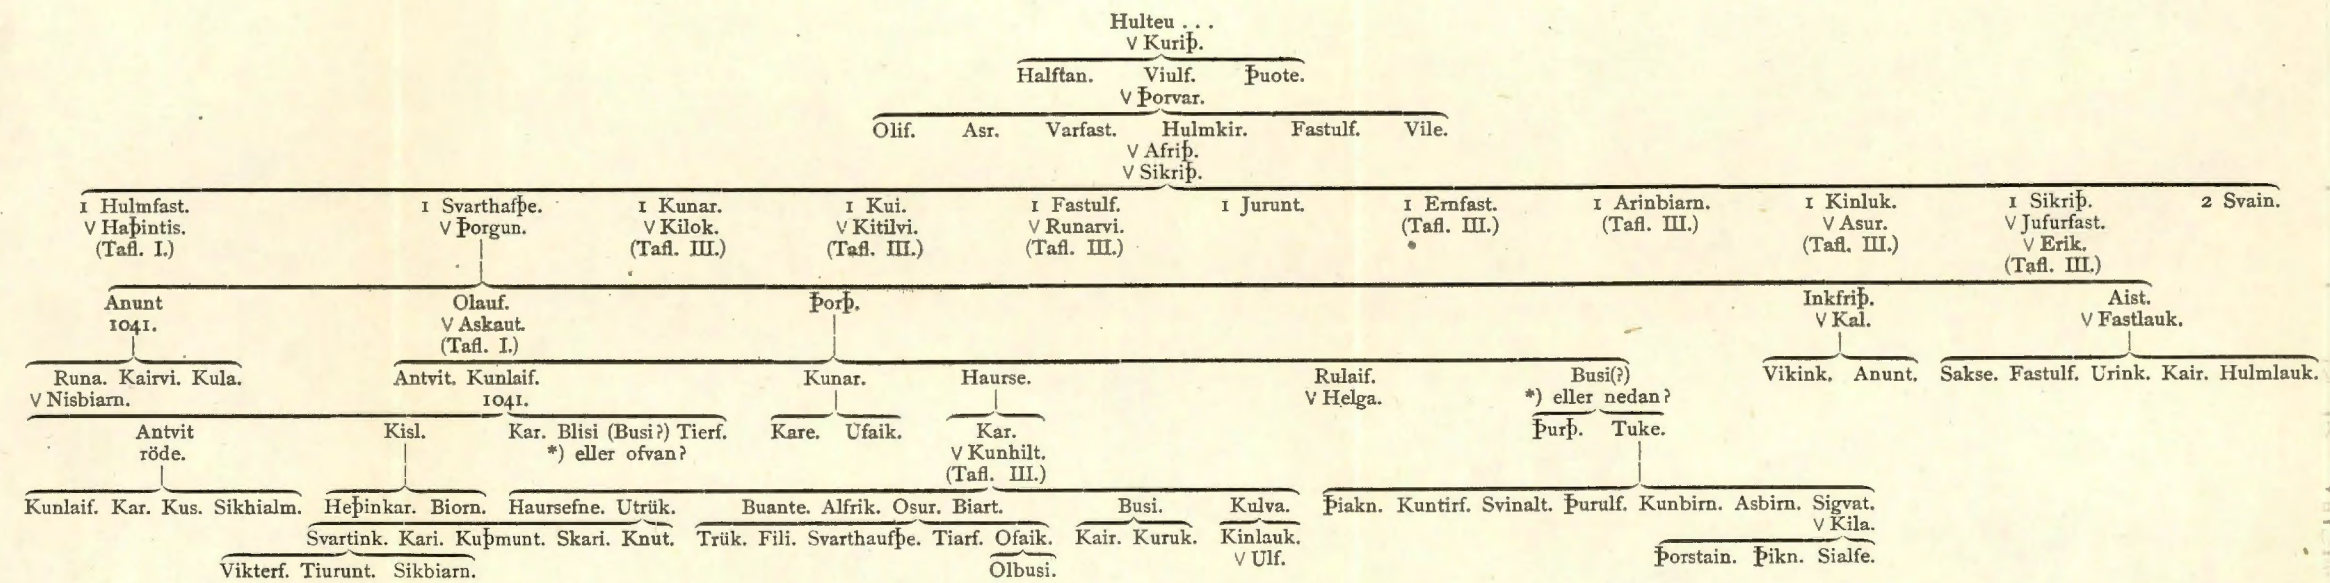 Hulteu . . .
V Kuriþ.
Halftan. Viulf. Þuote.
V Þorvar.
Olif. Asr. Varfast. Hulmkir. Fastulf. Vile.
V Afriþ.
V Sikriþ.
1 Hulmfast. 1 Svarthafþe. 1 Kunar. 1 Kui. 1 Fastulf. 1 Jurunt. 1 Ernfast. 1 Arinbiarn. 1 Kinluk. 1 Sikriþ. 2 Svain.
V Haþintis. V Þorgun. V Kilok. V Kitilvi. V Runarvi. (Tafl. III.) (Tafl. III.) V Asur. V Jufurfast.
(Tafl. I.) (Tafl. III.) (Tafl. III.) (Tafl. III.) (Tafl. III.) V Erik.
(Tafl. III.)
Anunt Olauf. Þorþ. Inkfriþ. Aist.
1041. V Askaut. V Kal. V Fastlauk.
(Tafl. I.)
Runa. Kairvi. Kula. Antvit. Kunlaif. Kunar. Haurse. Rulaif. Busi(?) Vikink. Anunt. Sakse. Fastulf. Urink. Kair. Hulmlauk.
V Nisbiarn. 1041. V Helga. *) eller nedan?
Antvit Kisl. Kar. Blisi (Busi?) Tierf. Kare. Ufaik. Kar. Þurþ. Tuke.
röde. *) eller ofvan? V Kunhilt.
(Tafl. III.)
Kunlaif. Kar. Kus. Sikhialm. Heþinkar. Biorn. Haursefne. Utrük. Buante. Alfrik. Osur. Biart. Busi. Kulva. Þiakn. Kuntirf. Svinalt. Þurulf. Kunbirn. Asbirn. Sigvat.
V Kila.
Svartink. Kari. Kuþmunt. Skari. Knut. Trük. Fili. Svarthaufþe. Tiarf. Ofaik. Kair. Kuruk. Kinlauk.
V Ulf. Þorstain. Þikn. Sialfe.
Vikterf. Tiurunt. Sikbiarn. Olbusi.